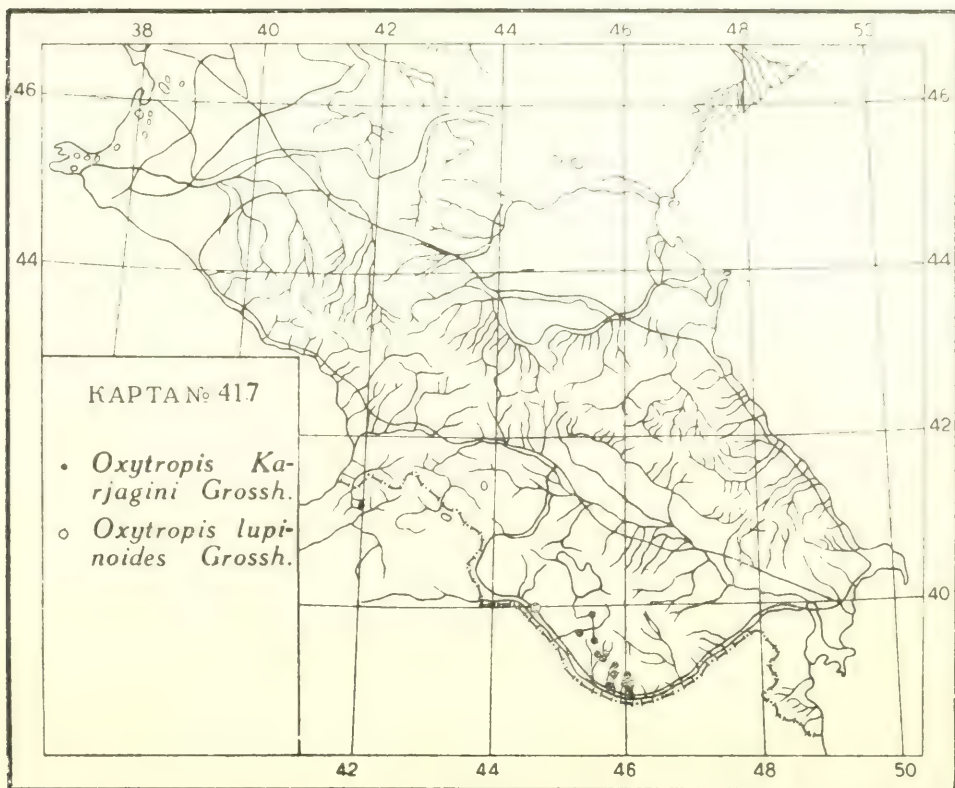 38 40 42 44 46 48 50
46 46
44 44
42
КАРТА № 417
Oxytropis Ka-
rjagini Grossh.
Oxytropis lupi-
noides Grossh.
40
42 44 46 48 50